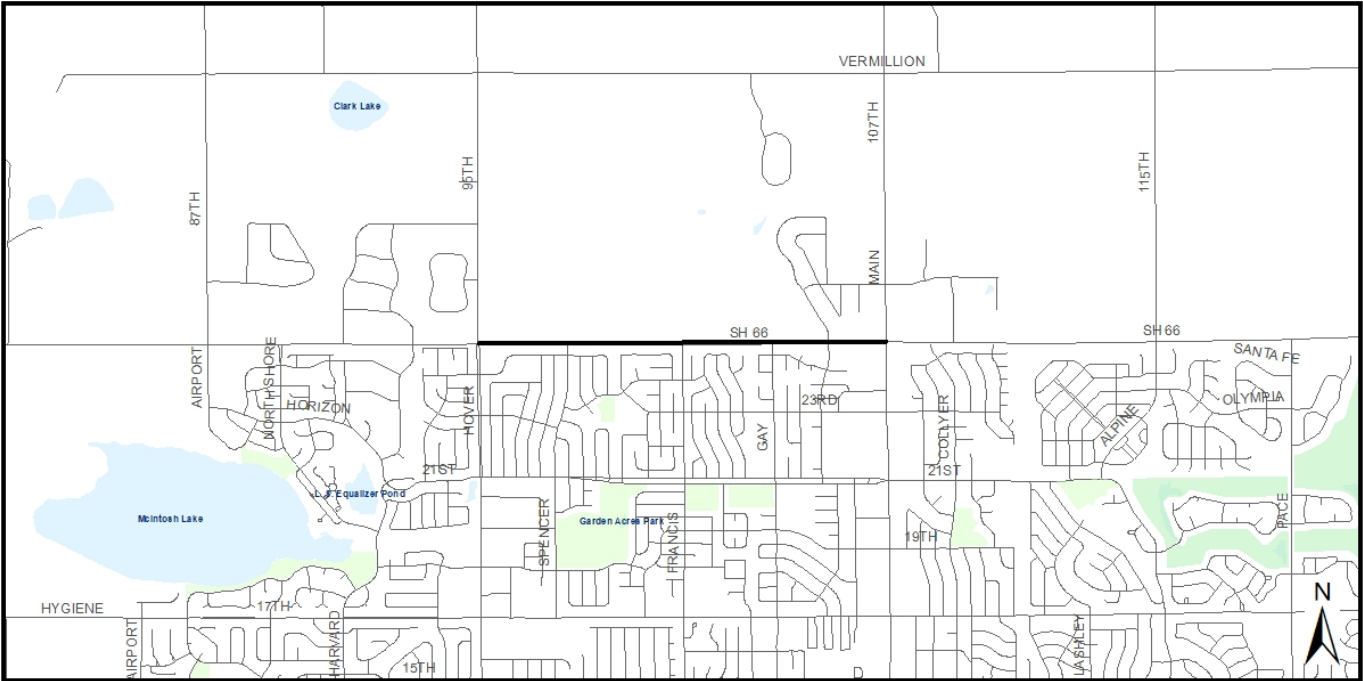 VERMILLION
Clark Lake
107TH
95TH
115TH
87TH
MAIN
SH 66
SH 66
SANTA FE
NORTHSHORE
AIRPORT
HORIZON
HOVER
23RD
OLYMPIA
COLLYER
ALPINE
GAY
21ST
21ST
L. S. Equalizer Pond
McIntosh Lake
SPENCER
Garden Acres Park
FRANCIS
PACE
19TH
N
HYGIENE
17TH
AIRPORT
HARVARD
LASHLEY
15TH